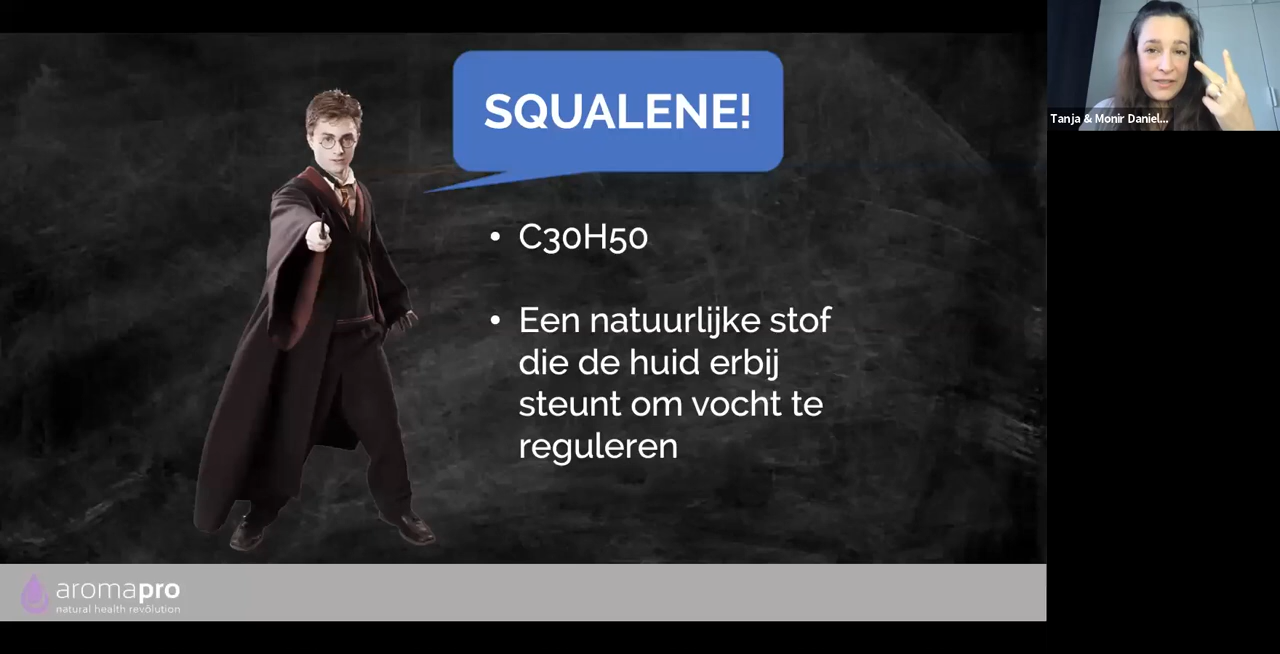 SQUALENE!
• C30H50
• Een natuurlijke stof
die de huid erbij
steunt om vocht te
reguleren
Tanja & Monir Daniel...
aromapro
natural health revôlution